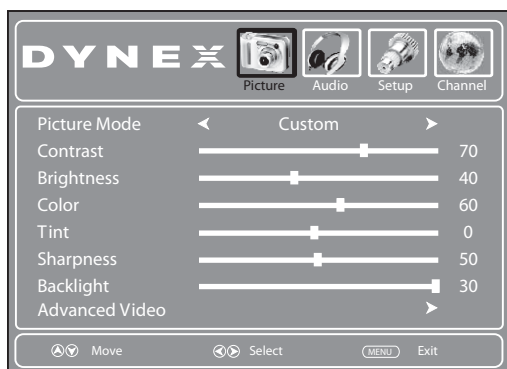 DYNEX
Picture Audio Setup Channel
Picture Mode Custom
Contrast 70
Brightness 40
Color 60
Tint 0
Sharpness 50
Backlight 30
Advanced Video
Move Select MENU Exit